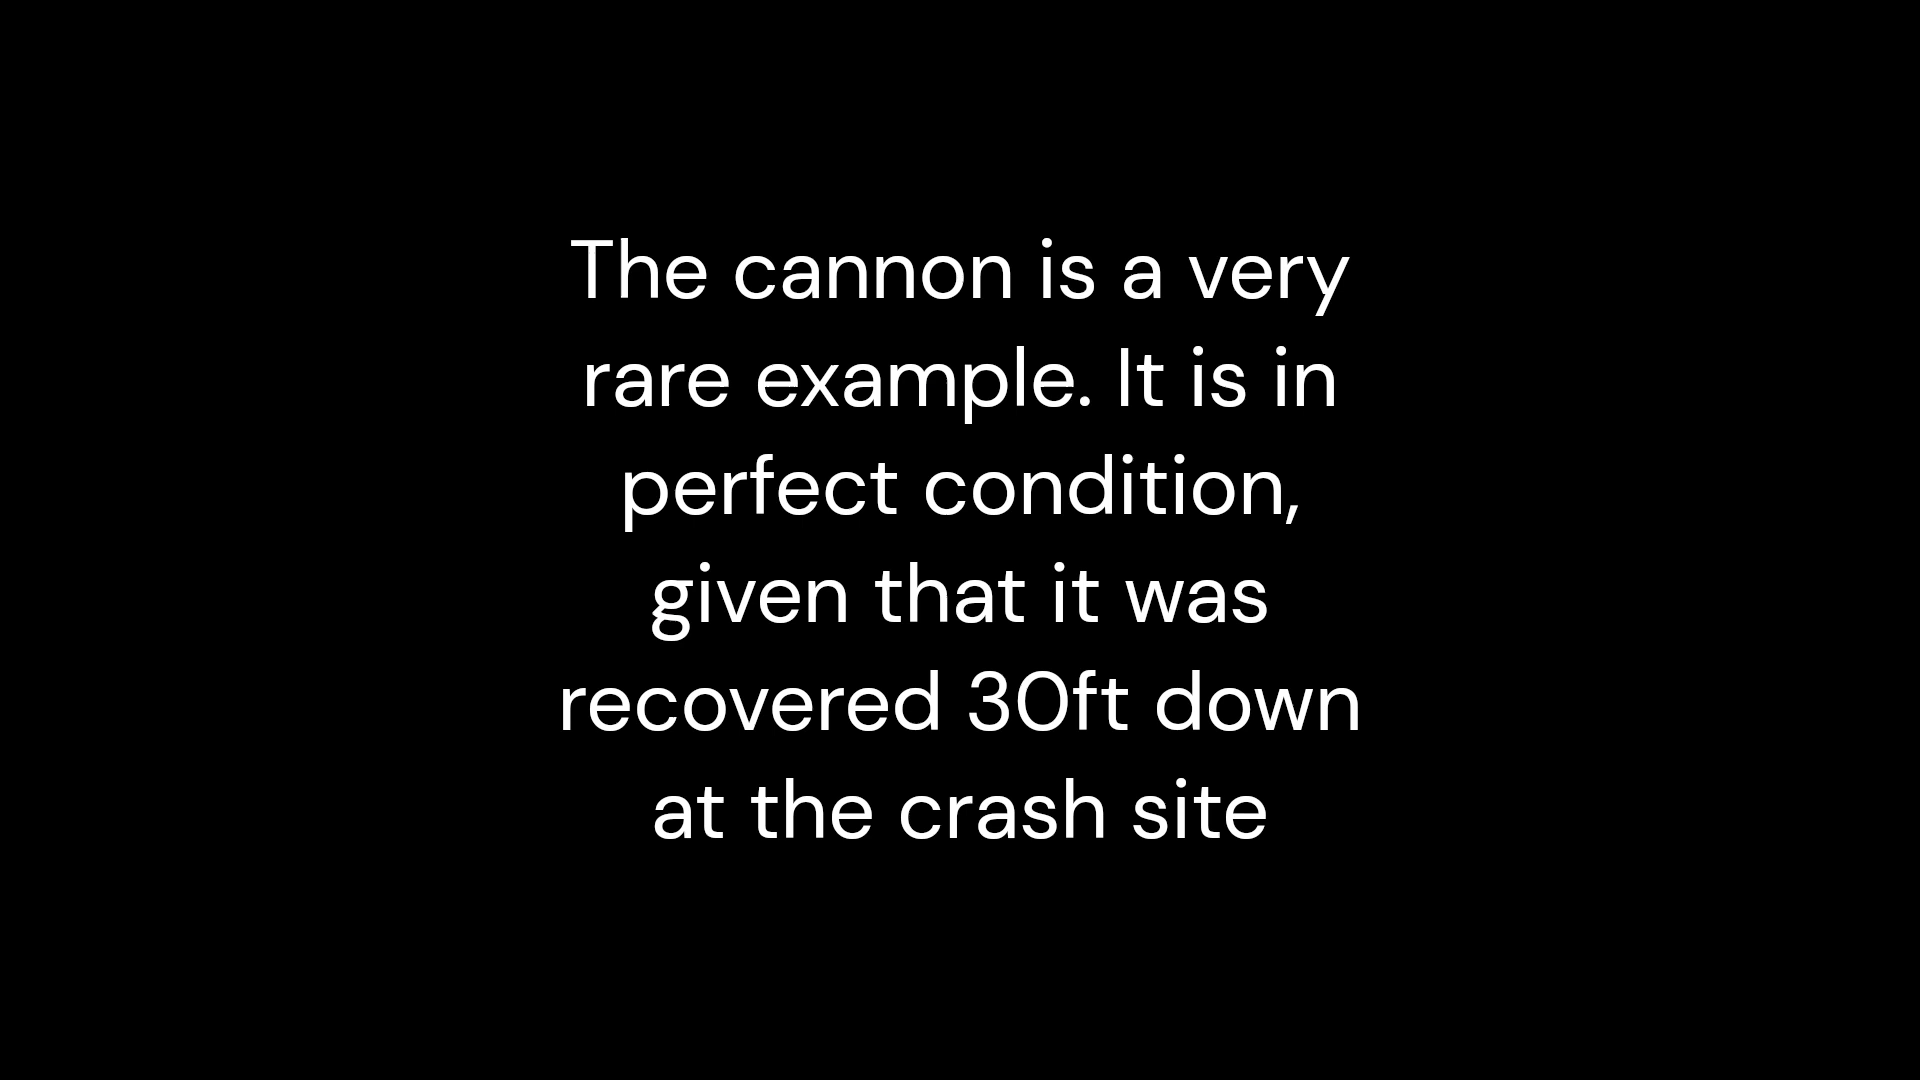 The cannon is a very
rare example. It is in
perfect condition,
given that it was
recovered 30ft down
at the crash site